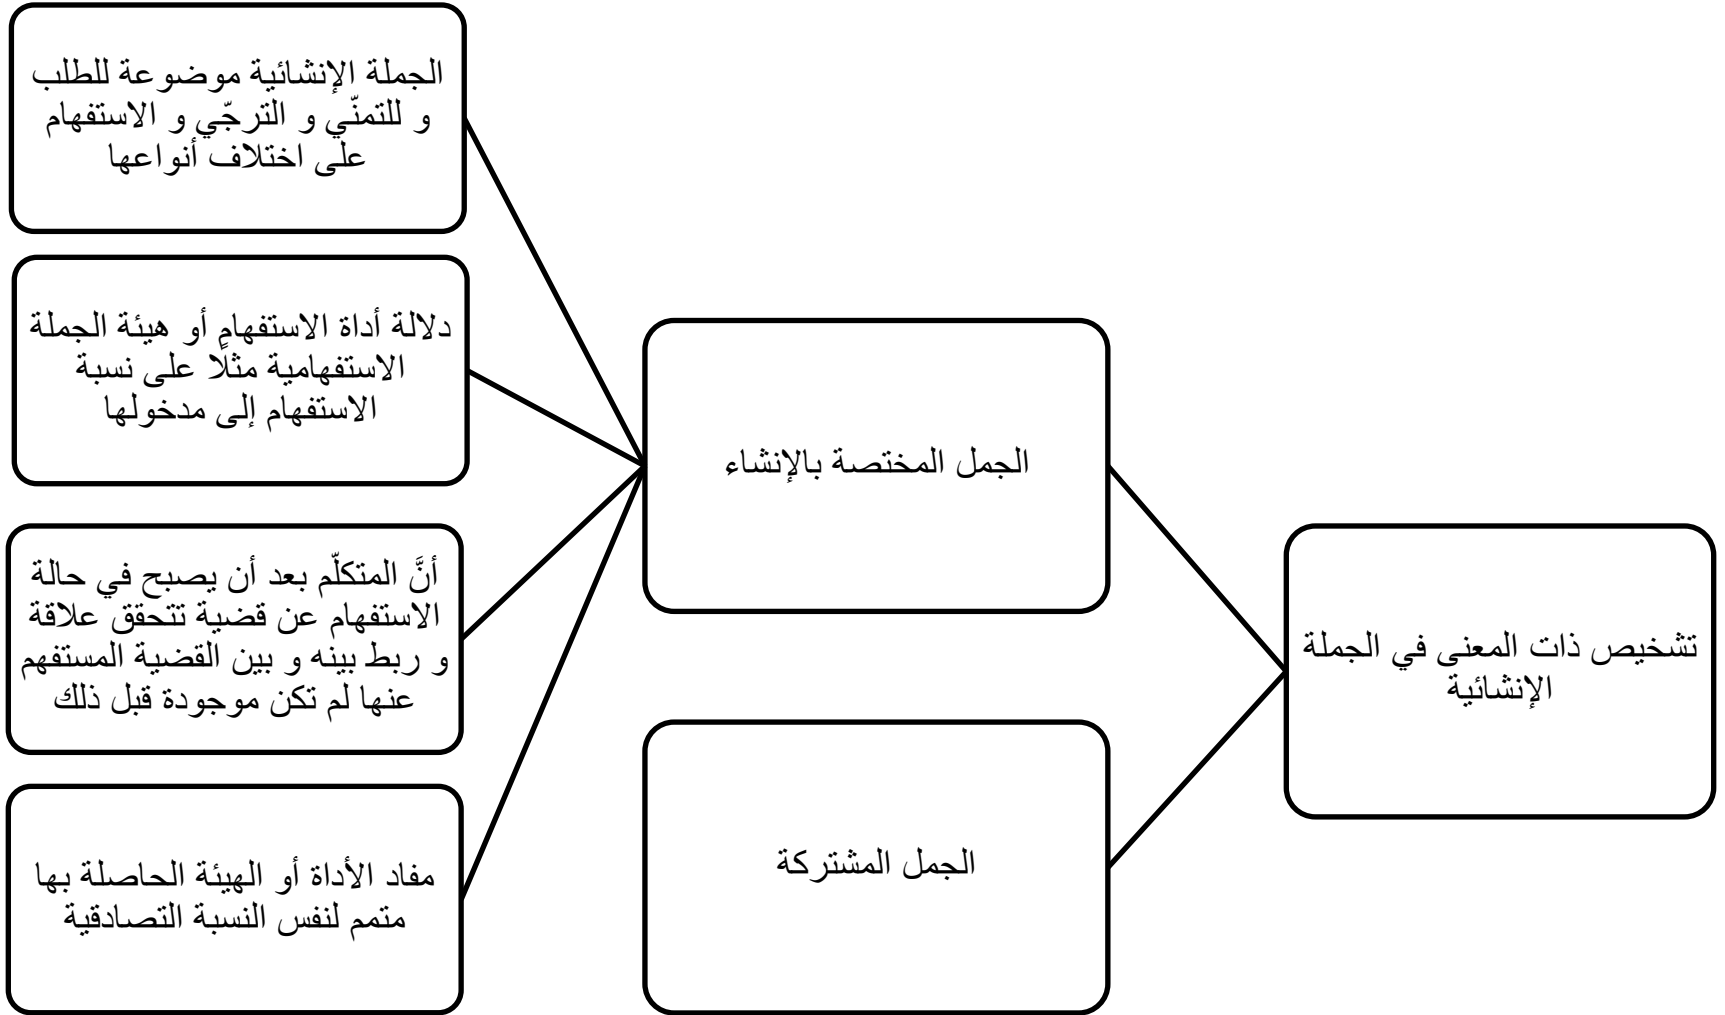 تشخيص ذات المعنى في الجملة
الإنشائية
الجمل المختصة بالإنشاء
الجملة الإنشائية موضوعة للطلب
و للتمنّي و الترجّي و الاستفهام
على اختلاف أنواعها
دلالة أداة الاستفهام أو هيئة الجملة
الاستفهامية مثلًا على نسبة
الاستفهام إلى مدخولها
أنَّ المتكلّم بعد أن يصبح في حالة
الاستفهام عن قضية تتحقق علاقة
و ربط بينه و بين القضية المستفهم
عنها لم تكن موجودة قبل ذلك
مفاد الأداة أو الهيئة الحاصلة بها
متمم لنفس النسبة التصادقية
الجمل المشتركة